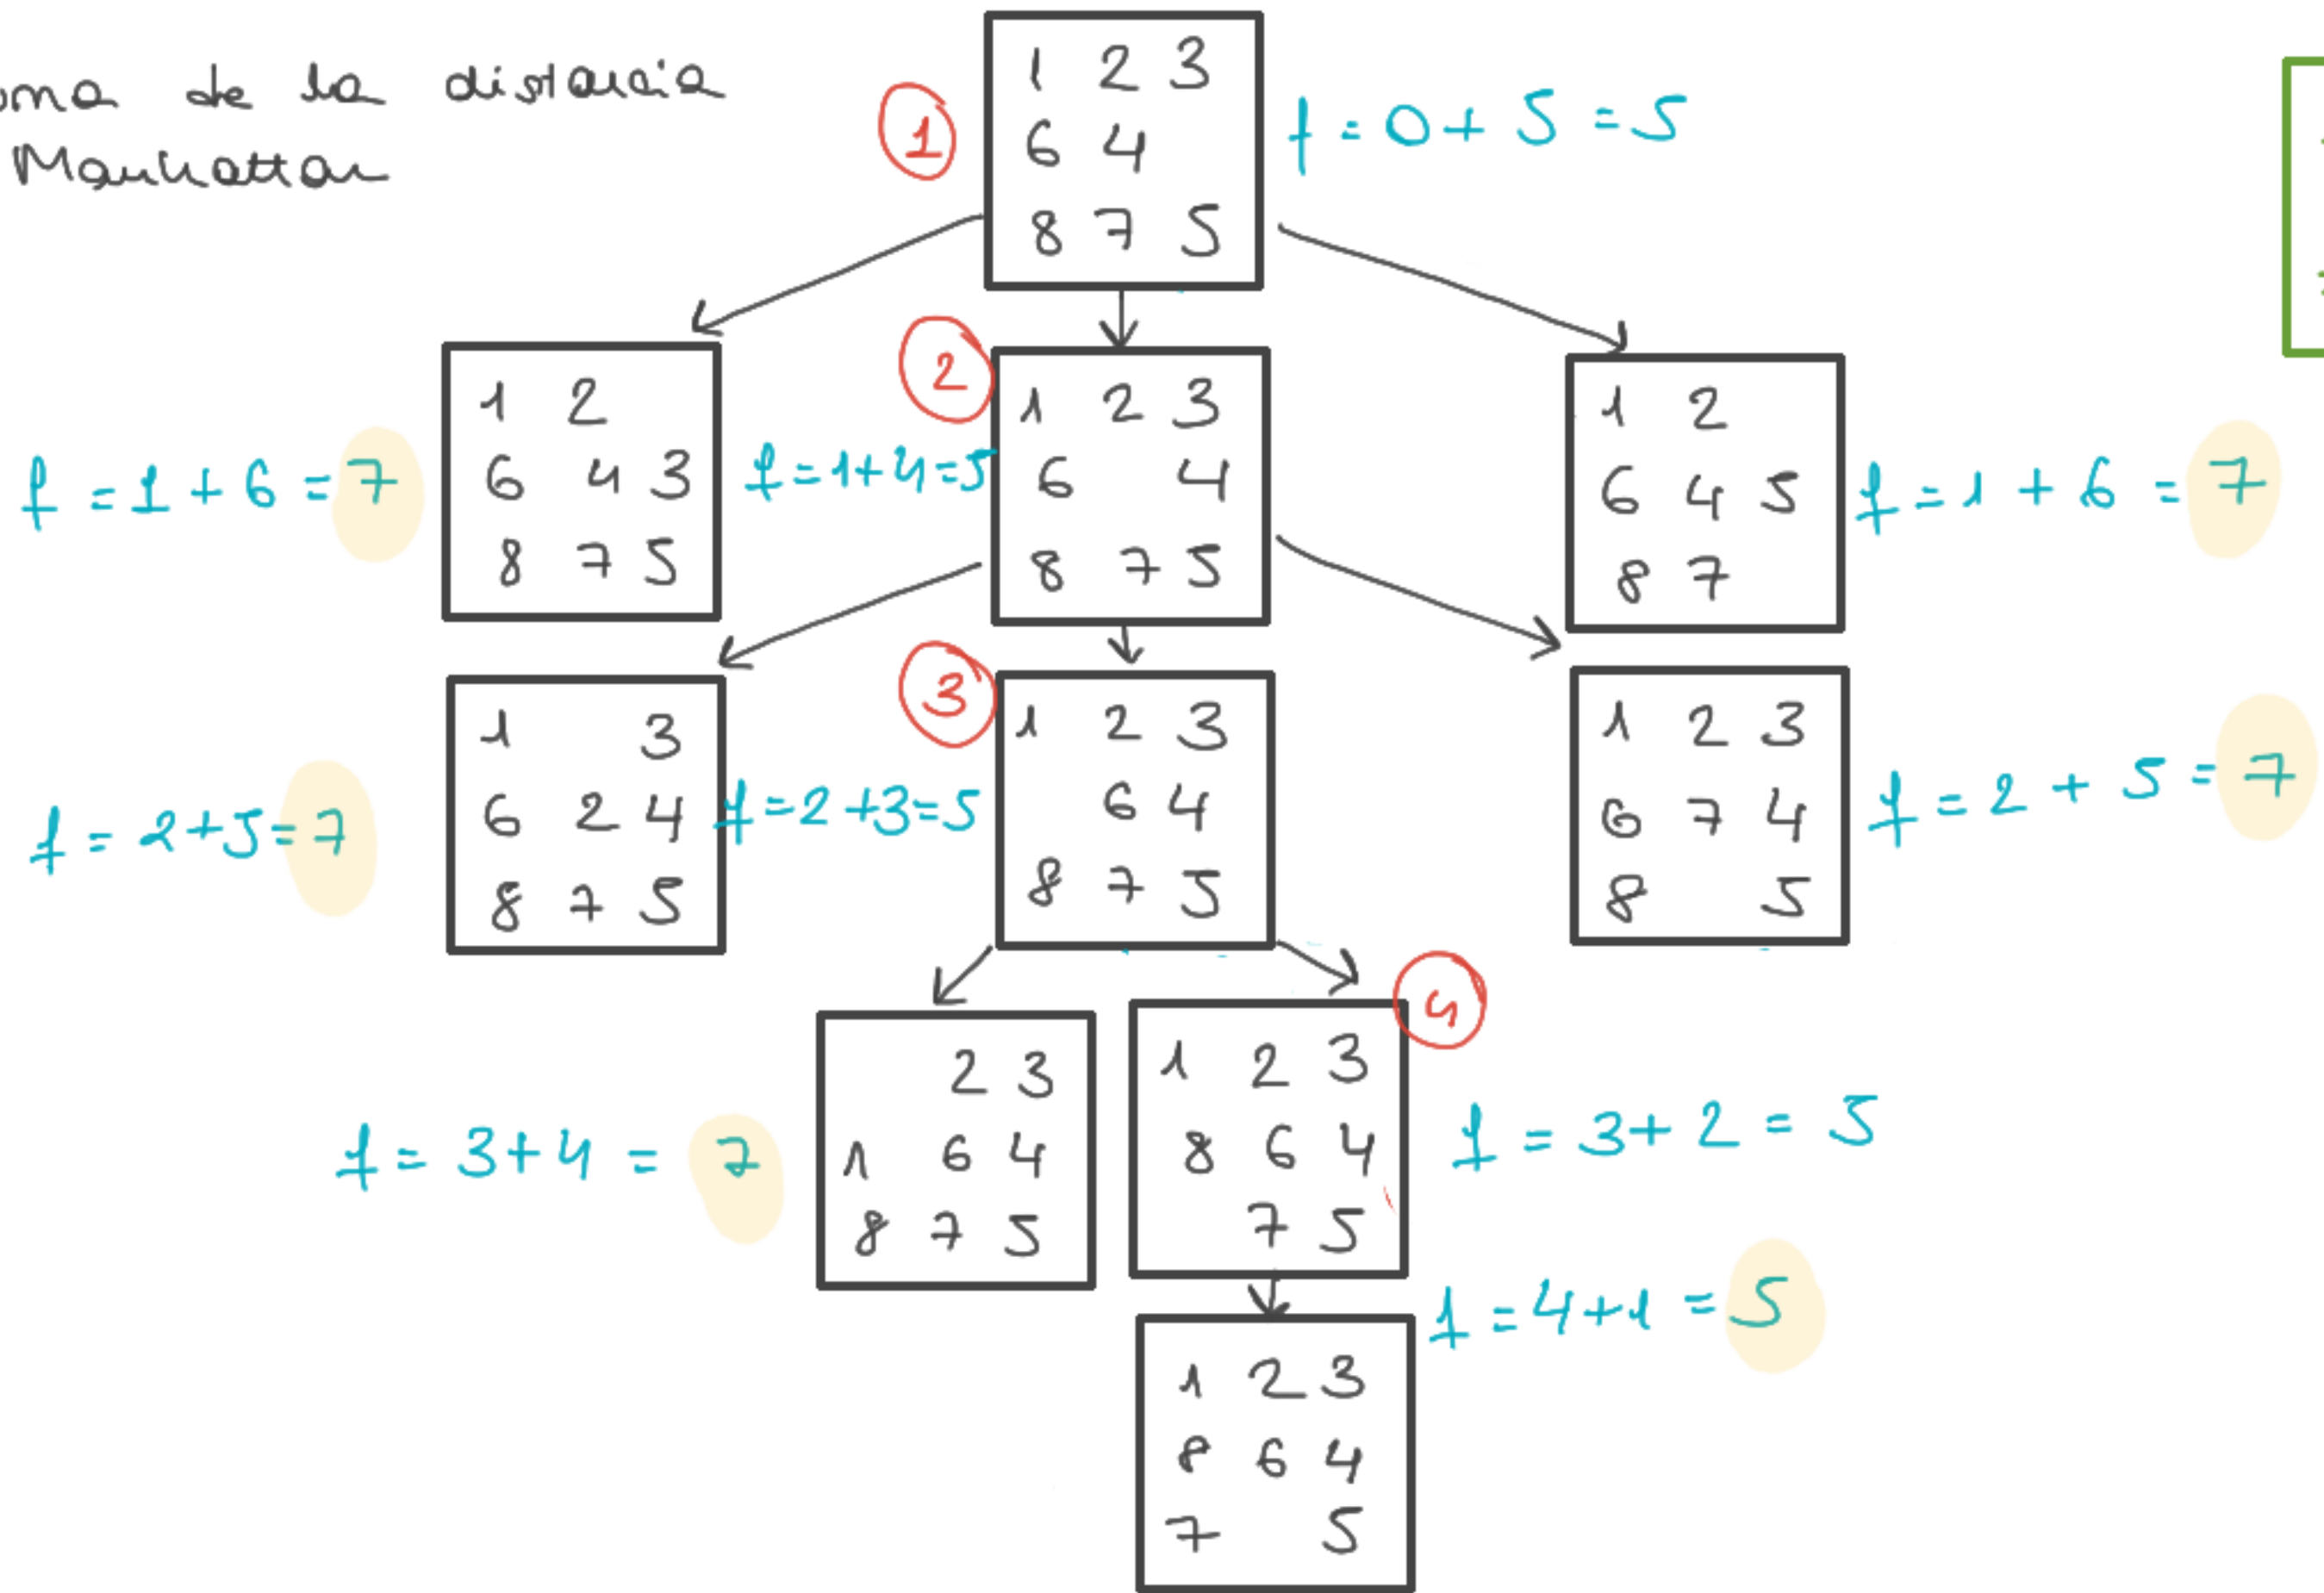 de la distancia
Manhattan
1
1 2 3
6 4
8 7 5
f = 0 + 5 = 5
f = 1 + 6 = 7
1 2
6 4 3
8 7 5
2
f = 1 + 4 = 5
1 2 3
6 4
8 7 5
1 2
6 4 5
8 7
f = 1 + 6 = 7
f = 2 + 5 = 7
1 3
6 2 4
8 7 5
3
f = 2 + 3 = 5
1 2 3
6 4
8 7 5
1 2 3
6 7 4
8 5
f = 2 + 5 = 7
f = 3 + 4 = 7
2 3
1 6 4
8 7 5
4
1 2 3
8 6 4
7 5
f = 3 + 2 = 5
f = 4 + 1 = 5
1 2 3
8 6 4
7 5